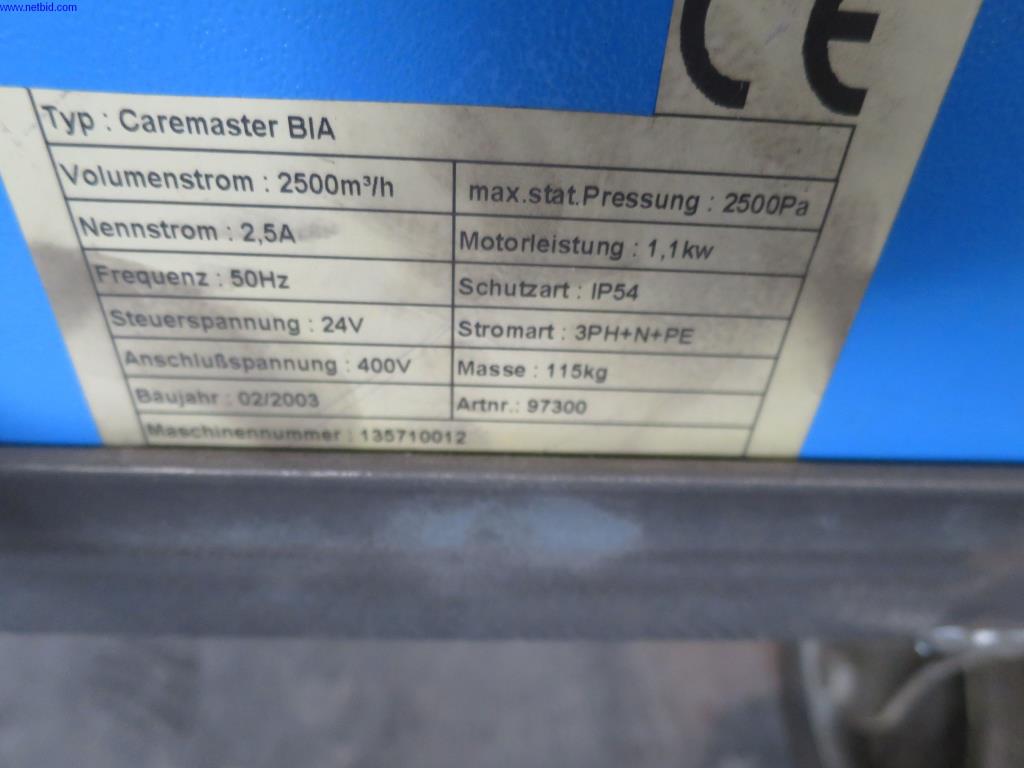 www.netbid.com
CE
Typ : Caremaster BIA
Volumenstrom : 2500m³/h max.stat.Pressung : 2500Pa
Nennstrom : 2,5A Motorleistung : 1,1kw
Frequenz : 50Hz Schutzart : IP54
Steuerspannung : 24V Stromart : 3PH+N+PE
Anschlußspannung : 400V Masse : 115kg
Baujahr : 02/2003 Artnr.: 97300
Maschinennummer : 135710012